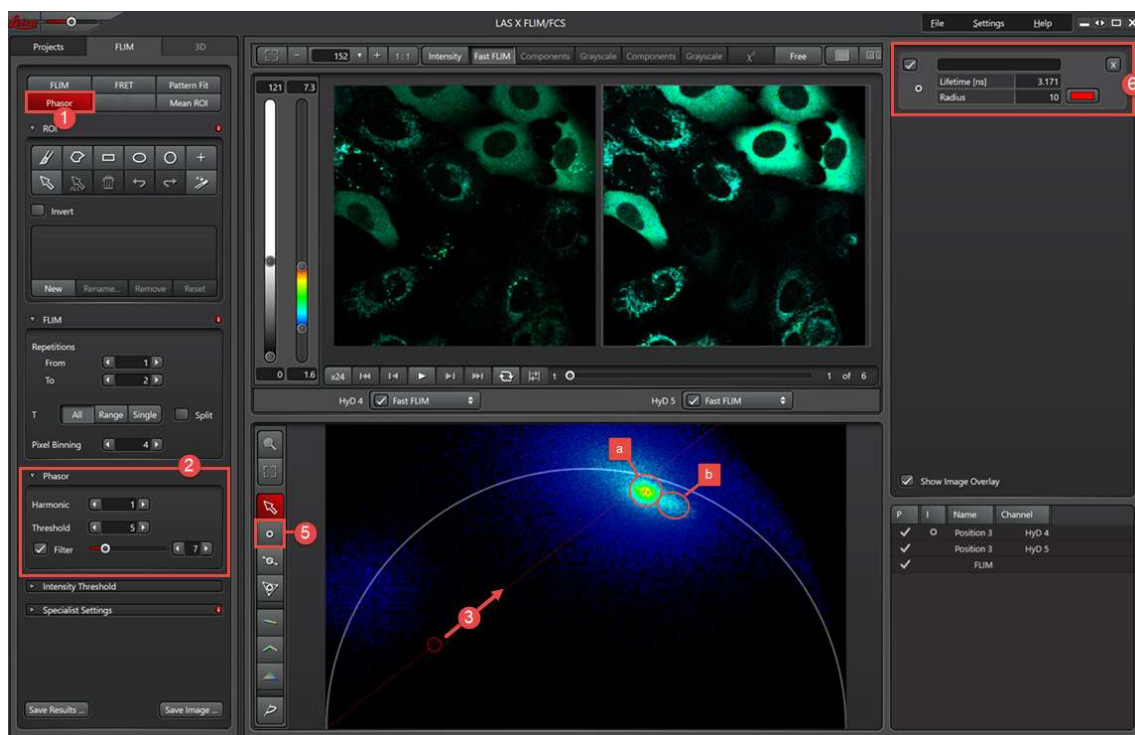 LAS X FLIM/FCS
File Settings Help
Projects FLIM 3D
FLIM FRET Pattern Fit
Phasor Mean ROI
1
ROI
ALL
Invert
New Rename... Remove Reset
FLIM
Repetitions
From 1
To 2
T All Range Single Split
Pixel Binning 4
2
Phasor
Harmonic 1
Threshold 5
Filter 7
Intensity Threshold
Specialist Settings
Save Results ... Save Image ...
152 1:1 Intensity Fast FLIM Components Grayscale Components Grayscale χ² Free
121 7.3
0 1.6
x24 t 1 of 6
HyD 4 Fast FLIM HyD 5 Fast FLIM
a
b
5
3
X
Lifetime [ns] 3.171
Radius 10
6
Show Image Overlay
P I Name Channel
Position 3 HyD 4
Position 3 HyD 5
FLIM